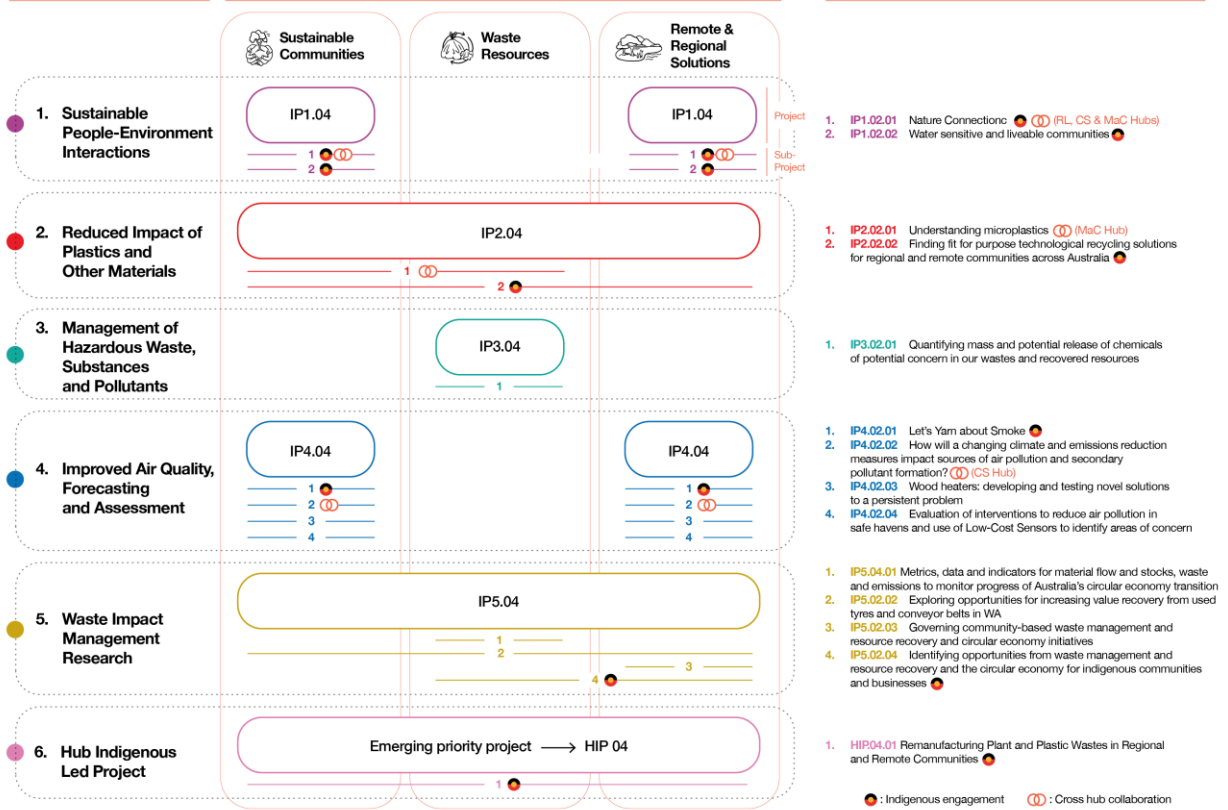 Sustainable
Communities
Waste
Resources
Remote &
Regional
Solutions
1. Sustainable
People-Environment
Interactions
IP1.04
IP1.04
Project
1
2
1
2
Sub-
Project
1. IP1.02.01 Nature Connectionc (RL, CS & MaC Hubs)
2. IP1.02.02 Water sensitive and liveable communities
2. Reduced Impact of
Plastics and
Other Materials
IP2.04
1
2
1. IP2.02.01 Understanding microplastics (MaC Hub)
2. IP2.02.02 Finding fit for purpose technological recycling solutions
for regional and remote communities across Australia
3. Management of
Hazardous Waste,
Substances
and Pollutants
IP3.04
1
1. IP3.02.01 Quantifying mass and potential release of chemicals
of potential concern in our wastes and recovered resources
4. Improved Air Quality,
Forecasting
and Assessment
IP4.04
IP4.04
1
2
3
4
1
2
3
4
1. IP4.02.01 Let's Yarn about Smoke
2. IP4.02.02 How will a changing climate and emissions reduction
measures impact sources of air pollution and secondary
pollutant formation? (CS Hub)
3. IP4.02.03 Wood heaters: developing and testing novel solutions
to a persistent problem
4. IP4.02.04 Evaluation of interventions to reduce air pollution in
safe havens and use of Low-Cost Sensors to identify areas of concern
5. Waste Impact
Management
Research
IP5.04
1
2
3
4
1. IP5.04.01 Metrics, data and indicators for material flow and stocks, waste
and emissions to monitor progress of Australia's circular economy transition
2. IP5.02.02 Exploring opportunities for increasing value recovery from used
tyres and conveyor belts in WA
3. IP5.02.03 Governing community-based waste management and
resource recovery and circular economy initiatives
4. IP5.02.04 Identifying opportunities from waste management and
resource recovery and the circular economy for indigenous communities
and businesses
6. Hub Indigenous
Led Project
Emerging priority project → HIP 04
1
1. HIP.04.01 Remanufacturing Plant and Plastic Wastes in Regional
and Remote Communities
: Indigenous engagement : Cross hub collaboration